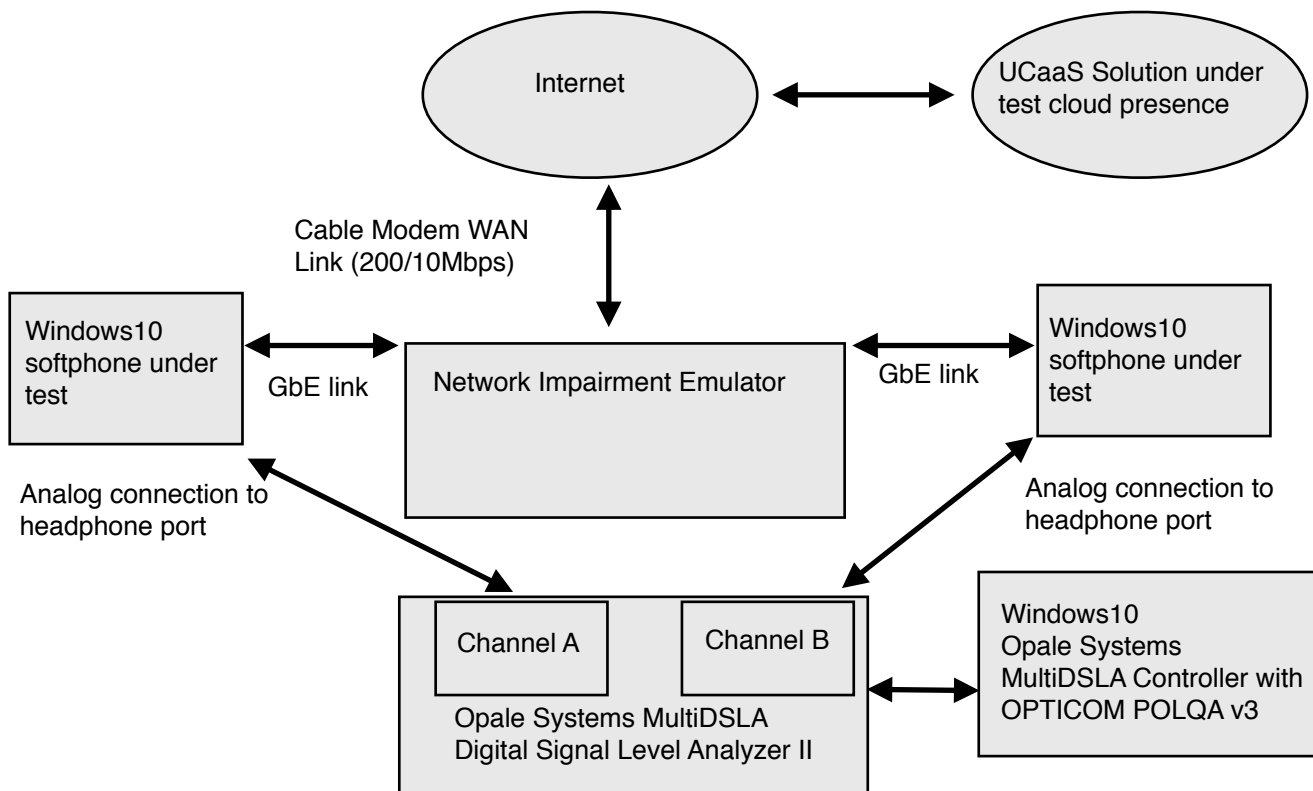 Internet
UCaaS Solution under
test cloud presence
Cable Modem WAN
Link (200/10Mbps)
Windows10
softphone under
test
GbE link
Network Impairment Emulator
GbE link
Windows10
softphone under
test
Analog connection to
headphone port
Analog connection to
headphone port
Channel A
Channel B
Opale Systems MultiDSLA
Digital Signal Level Analyzer II
Windows10
Opale Systems
MultiDSLA Controller with
OPTICOM POLQA v3